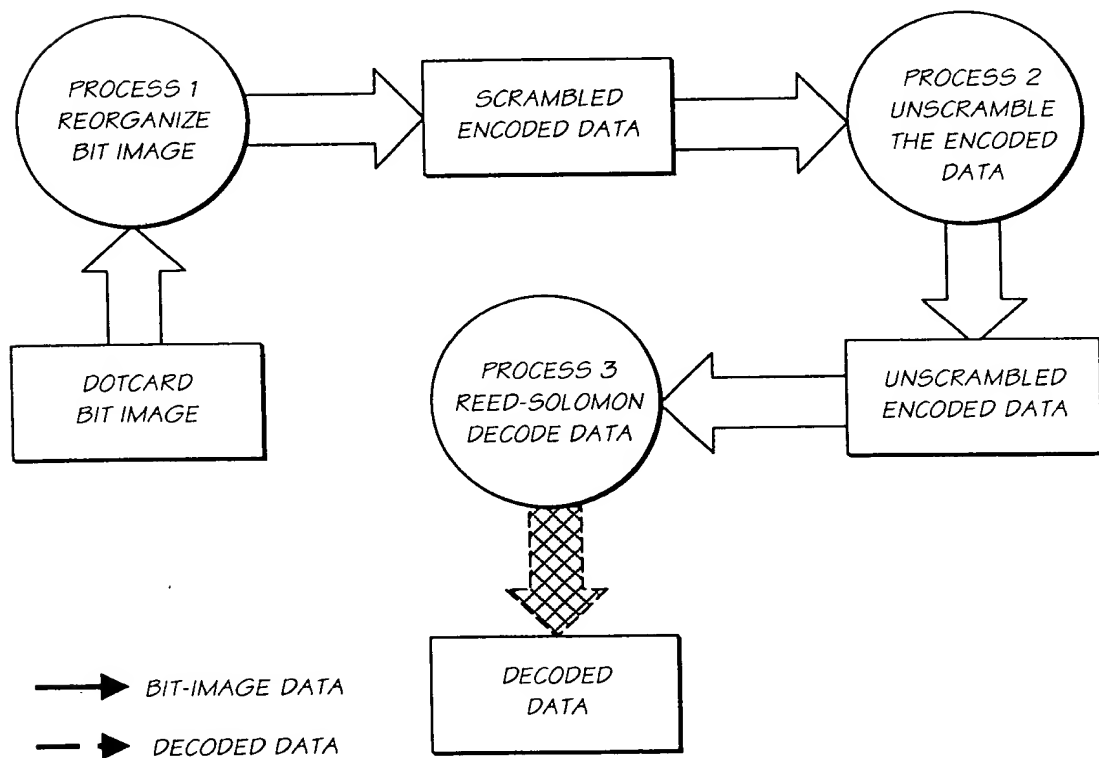 PROCESS 1
REORGANIZE
BIT IMAGE
SCRAMBLED
ENCODED DATA
PROCESS 2
UNSCRAMBLE
THE ENCODED
DATA
DOTCARD
BIT IMAGE
PROCESS 3
REED-SOLOMON
DECODE DATA
UNSCRAMBLED
ENCODED DATA
DECODED
DATA
BIT-IMAGE DATA
DECODED DATA